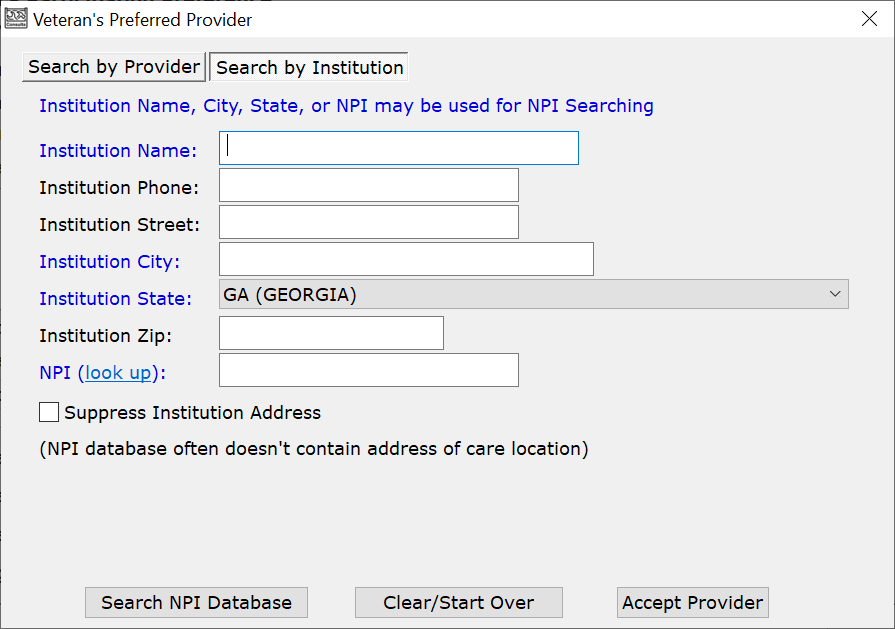 Veteran's Preferred Provider
Search by Provider Search by Institution
Institution Name, City, State, or NPI may be used for NPI Searching
Institution Name:
Institution Phone:
Institution Street:
Institution City:
Institution State: GA (GEORGIA)
Institution Zip:
NPI (look up):
Suppress Institution Address
(NPI database often doesn't contain address of care location)
Search NPI Database Clear/Start Over Accept Provider